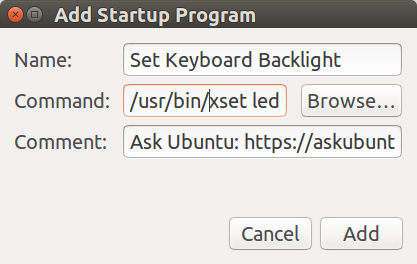 Add Startup Program
Name: Set Keyboard Backlight
Command: /usr/bin/xset led Browse...
Comment: Ask Ubuntu: https://askubunt
Cancel Add